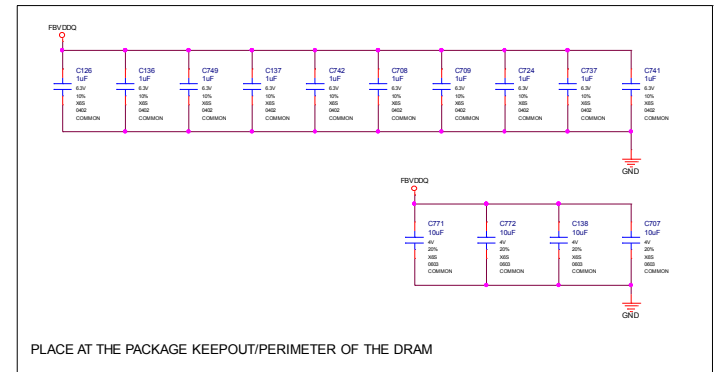 FBVDDQ
C126 C136 C749 C137 C742 C708 C709 C724 C737 C741
1uF 1uF 1uF 1uF 1uF 1uF 1uF 1uF 1uF 1uF
6.3V 6.3V 6.3V 6.3V 6.3V 6.3V 6.3V 6.3V 6.3V 6.3V
10% 10% 10% 10% 10% 10% 10% 10% 10% 10%
X6S X6S X6S X6S X6S X6S X6S X6S X6S X6S
0402 0402 0402 0402 0402 0402 0402 0402 0402 0402
COMMON COMMON COMMON COMMON COMMON COMMON COMMON COMMON COMMON COMMON
GND
FBVDDQ
C771 C772 C138 C707
10uF 10uF 10uF 10uF
4V 4V 4V 4V
20% 20% 20% 20%
X6S X6S X6S X6S
0603 0603 0603 0603
COMMON COMMON COMMON COMMON
GND
PLACE AT THE PACKAGE KEEPOUT/PERIMETER OF THE DRAM